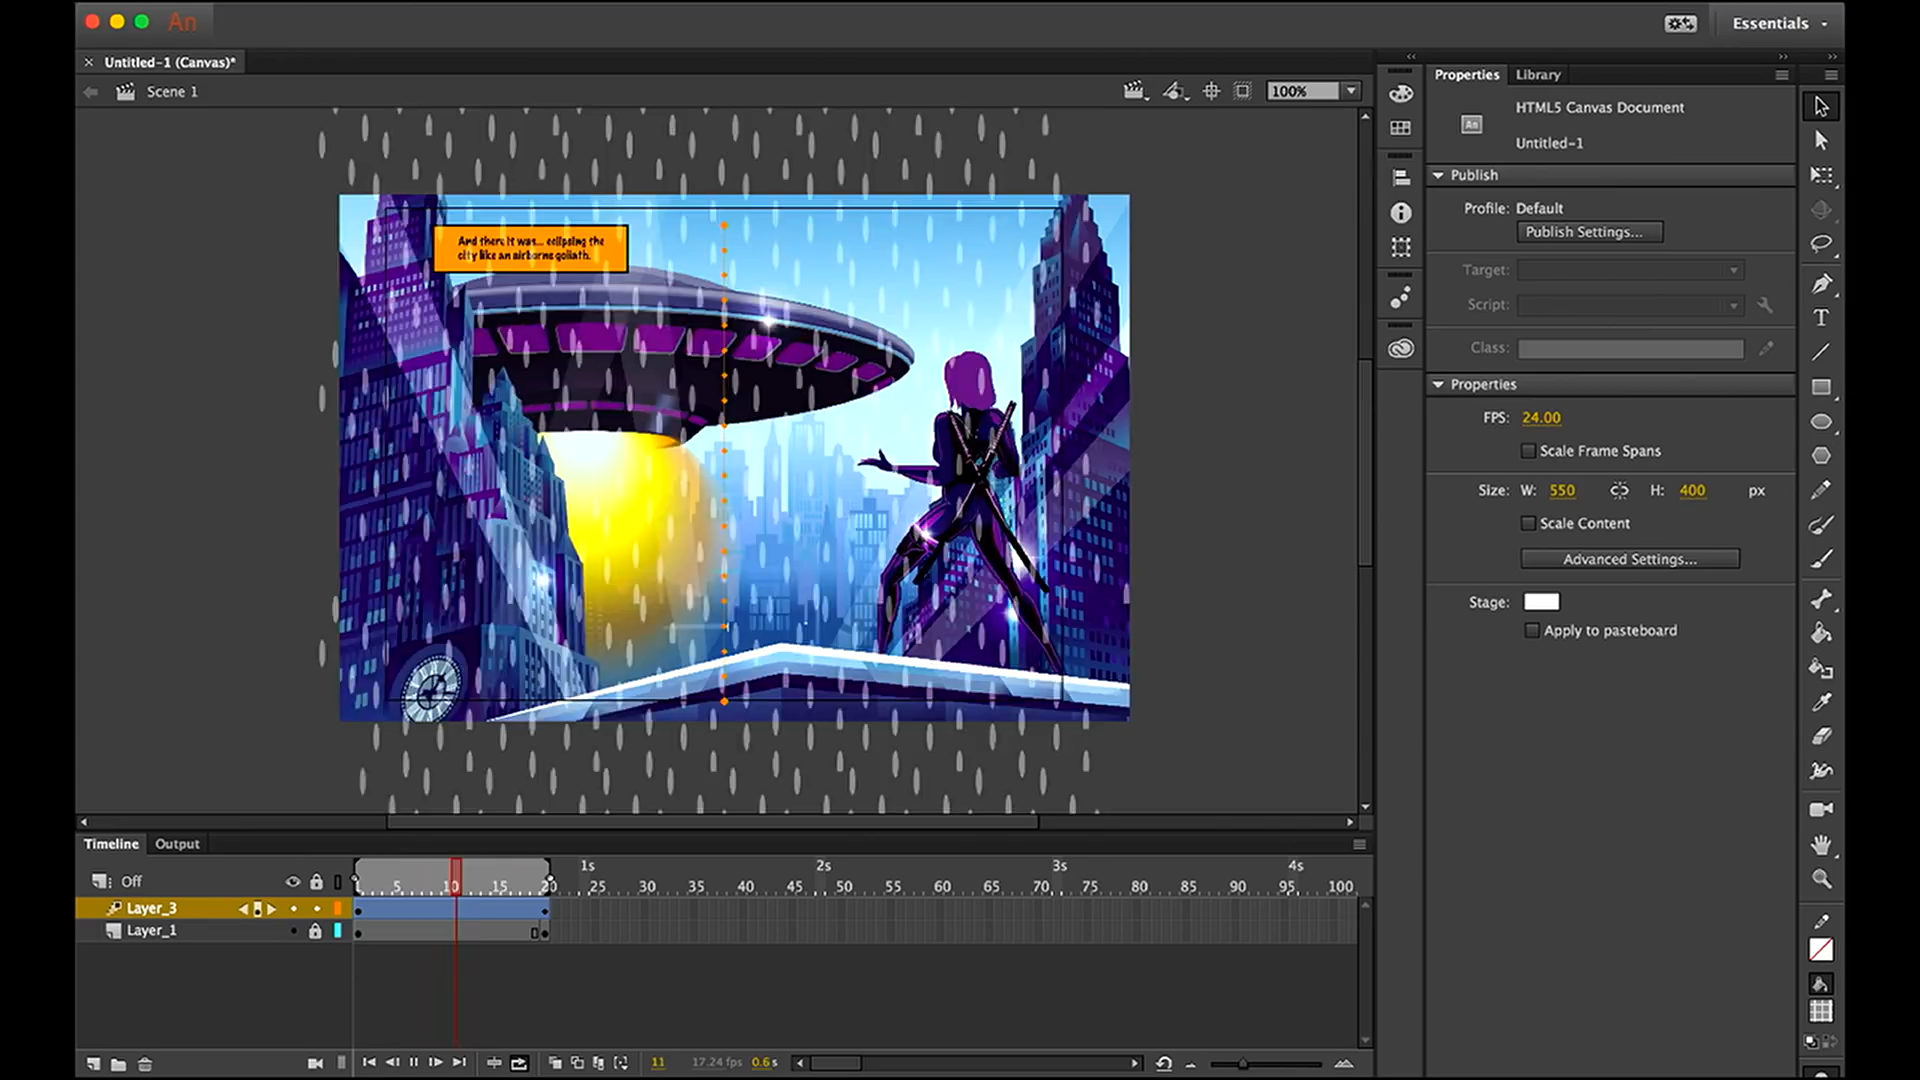 An
Essentials
Untitled-1 (Canvas)*
Scene 1
100%
Properties
Library
HTML5 Canvas Document
An
Untitled-1
Publish
Profile: Default
Publish Settings...
Target:
Script:
Class:
Properties
FPS: 24.00
Scale Frame Spans
Size: W: 550 H: 400 px
Scale Content
Advanced Settings...
Stage:
Apply to pasteboard
And there it was... eclipsing the
city like an airborne goliath.
Timeline
Output
1s 2s 3s 4s
Off
5 10 15 20 25 30 35 40 45 50 55 60 65 70 75 80 85 90 95 100
Layer_3
Layer_1
11 17.24 fps 0.6 s